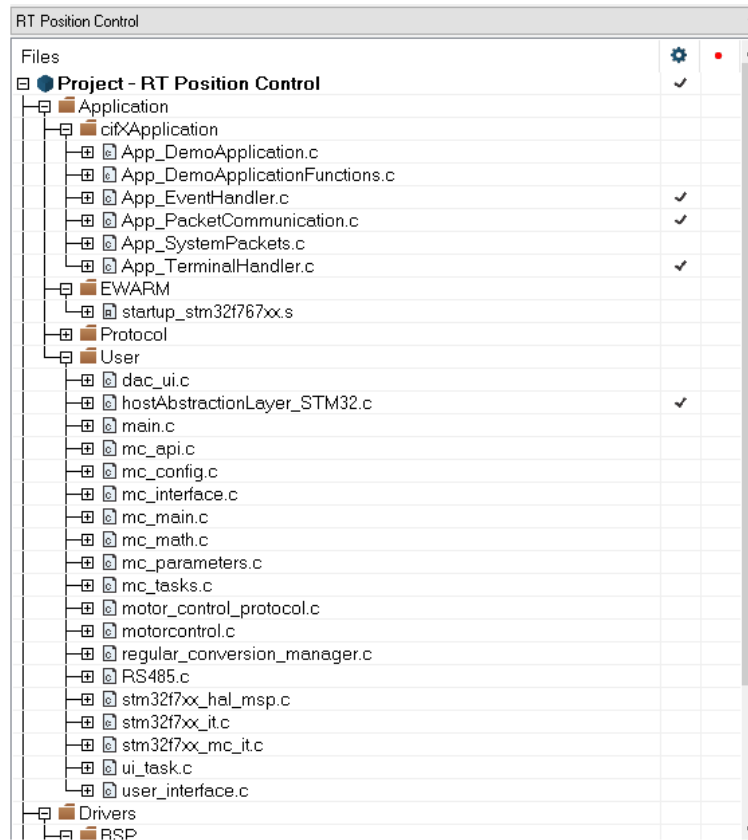 RT Position Control
Files
Project - RT Position Control
Application
cifXApplication
App_DemoApplication.c
App_DemoApplicationFunctions.c
App_EventHandler.c
App_PacketCommunication.c
App_SystemPackets.c
App_TerminalHandler.c
EWARM
startup_stm32f767xx.s
Protocol
User
dac_ui.c
hostAbstractionLayer_STM32.c
main.c
mc_api.c
mc_config.c
mc_interface.c
mc_main.c
mc_math.c
mc_parameters.c
mc_tasks.c
motor_control_protocol.c
motorcontrol.c
regular_conversion_manager.c
RS485.c
stm32f7xx_hal_msp.c
stm32f7xx_it.c
stm32f7xx_mc_it.c
ui_task.c
user_interface.c
Drivers
BSP